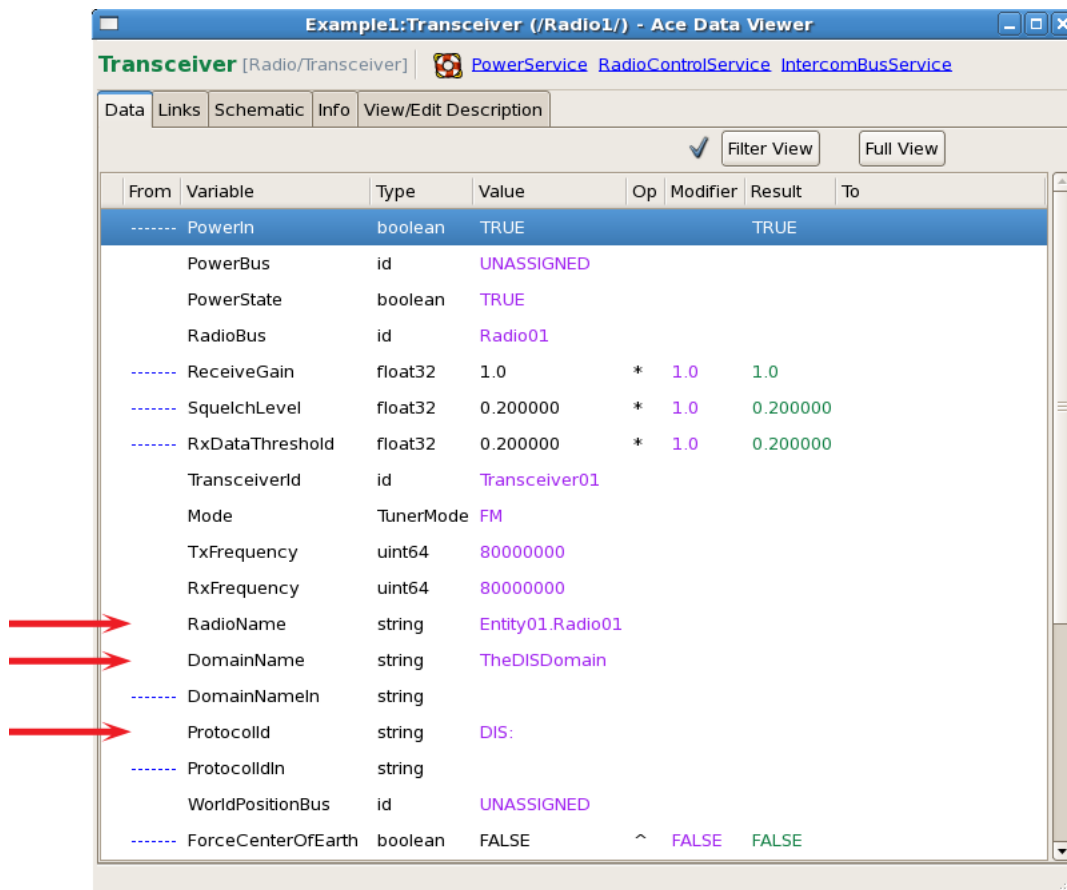 Example1:Transceiver (/Radio1/) - Ace Data Viewer
Transceiver [Radio/Transceiver] PowerService RadioControlService IntercomBusService
Data Links Schematic Info View/Edit Description
Filter View Full View
From Variable Type Value Op Modifier Result To
------- PowerIn boolean TRUE TRUE
PowerBus id UNASSIGNED
PowerState boolean TRUE
RadioBus id Radio01
------- ReceiveGain float32 1.0 * 1.0 1.0
------- SquelchLevel float32 0.200000 * 1.0 0.200000
------- RxDataThreshold float32 0.200000 * 1.0 0.200000
TransceiverId id Transceiver01
Mode TunerMode FM
TxFrequency uint64 80000000
RxFrequency uint64 80000000
RadioName string Entity01.Radio01
DomainName string TheDISDomain
------- DomainNameIn string
ProtocolId string DIS:
------- ProtocolIdIn string
WorldPositionBus id UNASSIGNED
------- ForceCenterOfEarth boolean FALSE ^ FALSE FALSE